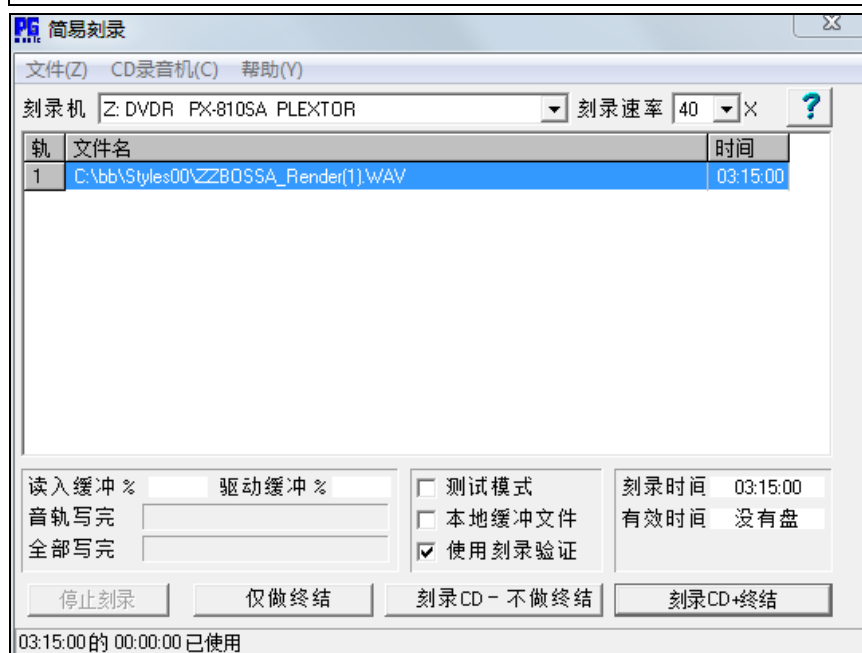 PG MUSIC 简易刻录
文件(Z) CD录音机(C) 帮助(Y)
刻录机 Z: DVDR PX-810SA PLEXTOR 刻录速率 40 X ?
轨 文件名 时间
1 C:\bb\Styles00\ZZBOSSA_Render(1).WAV 03:15:00
读入缓冲 % 驱动缓冲 % 测试模式 刻录时间 03:15:00
音轨写完 本地缓冲文件 有效时间 没有盘
全部写完 使用刻录验证
停止刻录 仅做终结 刻录CD - 不做终结 刻录CD+终结
03:15:00的 00:00:00 已使用